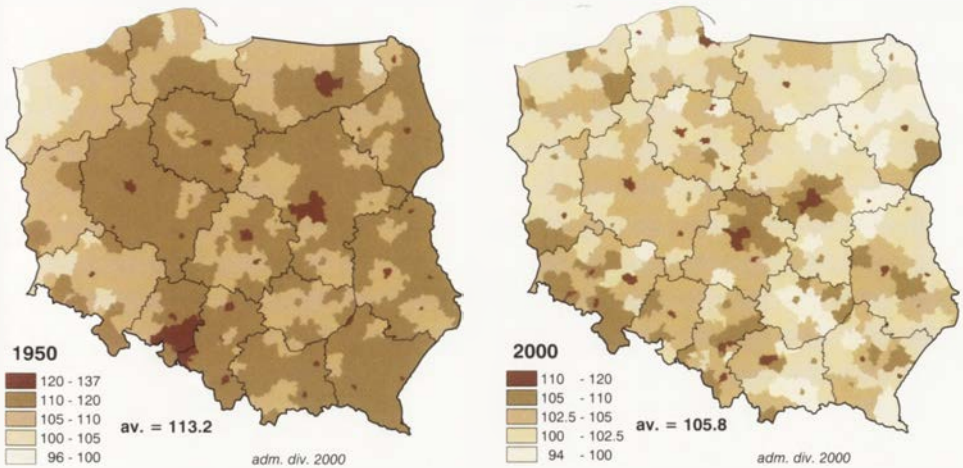 1950
120 - 137
110 - 120
105 - 110
100 - 105
96 - 100
av. = 113.2
adm. div. 2000
2000
110 - 120
105 - 110
102.5 - 105
100 - 102.5
94 - 100
av. = 105.8
adm. div. 2000